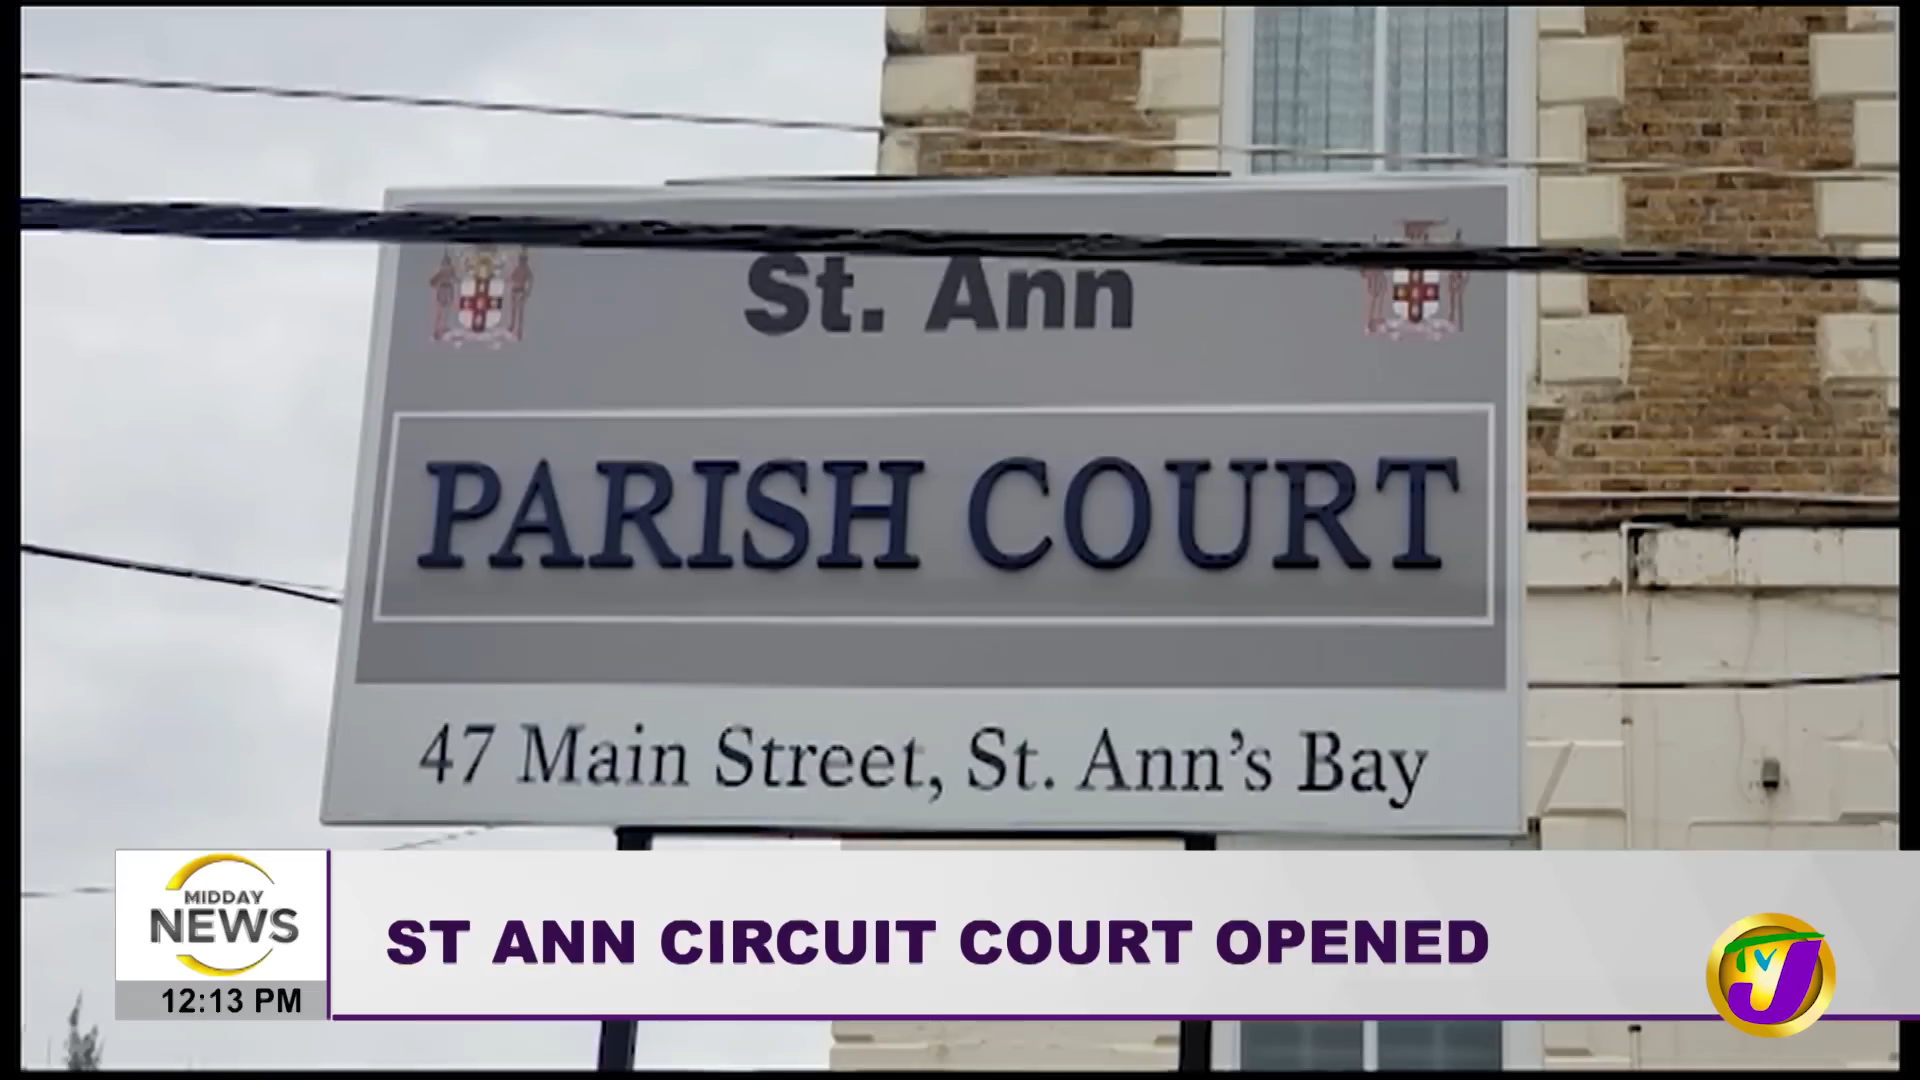 St. Ann
PARISH COURT
47 Main Street, St. Ann's Bay
MIDDAY
NEWS
12:13 PM
ST ANN CIRCUIT COURT OPENED
TVJ